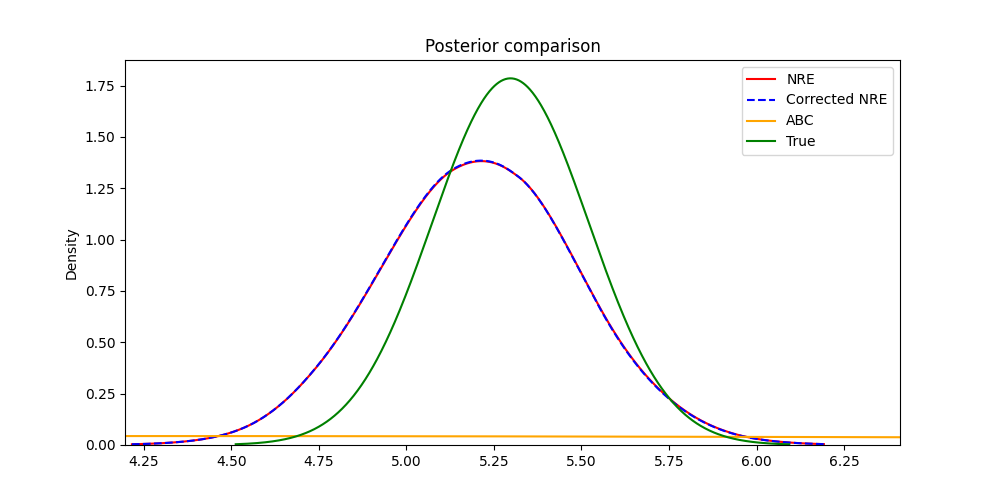 Posterior comparison
NRE
Corrected NRE
ABC
True
Density
1.75
1.50
1.25
1.00
0.75
0.50
0.25
0.00
4.25 4.50 4.75 5.00 5.25 5.50 5.75 6.00 6.25